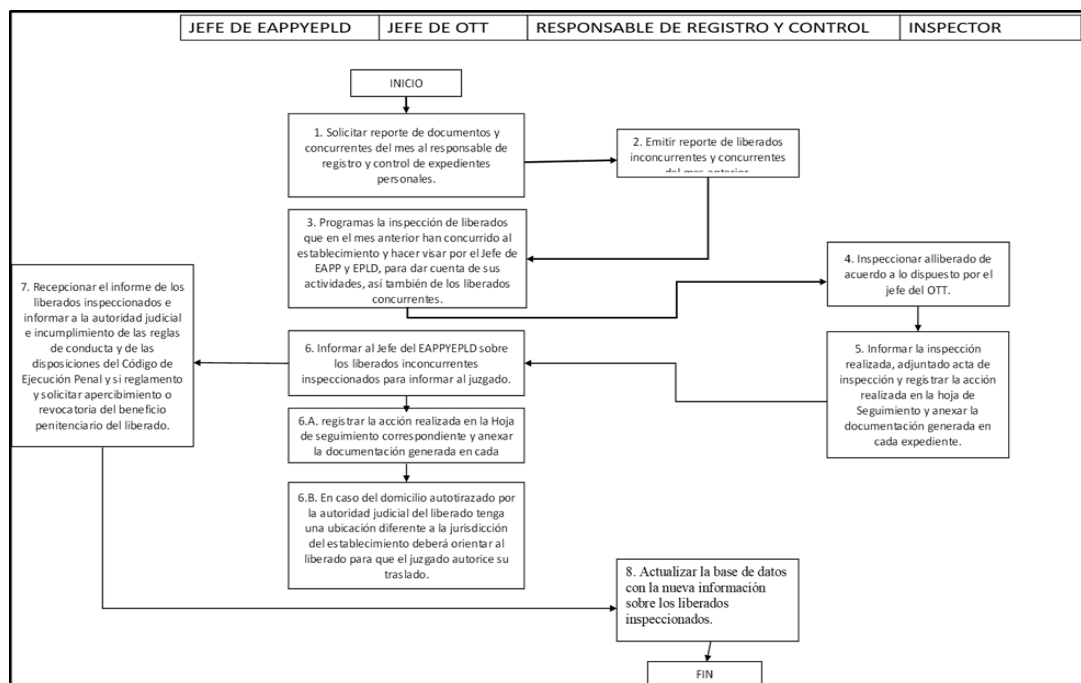 JEFE DE EAPPYEPLD
JEFE DE OTT
RESPONSABLE DE REGISTRO Y CONTROL
INSPECTOR
INICIO
1. Solicitar reporte de documentos y
concurrentes del mes al responsable de
registro y control de expedientes
personales.
2. Emitir reporte de liberados
inconcurrentes y concurrentes
del mes anterior
3. Programas la inspección de liberados
que en el mes anterior han concurrido al
establecimiento y hacer visar por el Jefe de
EAPP y EPLD, para dar cuenta de sus
actividades, así también de los liberados
concurrentes.
4. Inspeccionar alliberado de
acuerdo a lo dispuesto por el
jefe del OTT.
7. Recepcionar el informe de los
liberados inspeccionados e
informar a la autoridad judicial
e incumplimiento de las reglas
de conducta y de las
disposiciones del Código de
Ejecución Penal y si reglamento
y solicitar apercibimiento o
revocatoria del beneficio
penitenciario del liberado.
6. Informar al Jefe del EAPPYEPLD sobre
los liberados inconcurrentes
inspeccionados para informar al juzgado.
5. Informar la inspección
realizada, adjuntado acta de
inspección y registrar la acción
realizada en la hoja de
Seguimiento y anexar la
documentación generada en
cada expediente.
6.A. registrar la acción realizada en la Hoja
de seguimiento correspondiente y anexar
la documentación generada en cada
6.B. En caso del domicilio autotirazado por
la autoridad judicial del liberado tenga
una ubicación diferente a la jurisdicción
del establecimiento deberá orientar al
liberado para que el juzgado autorice su
traslado.
8. Actualizar la base de datos
con la nueva información
sobre los liberados
inspeccionados.
FIN